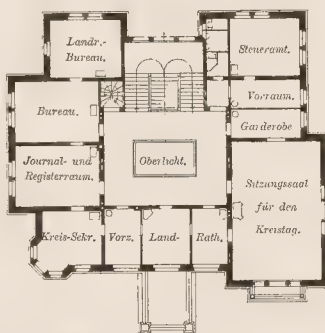 Landr.-
Bureau.
Steueramt.
Bureau.
Vorraum.
Garderobe
Journal- und
Registerraum.
Oberlicht.
Sitzungssaal
für den
Kreistag.
Kreis-Sekr.
Vorz.
Land-
Rath.